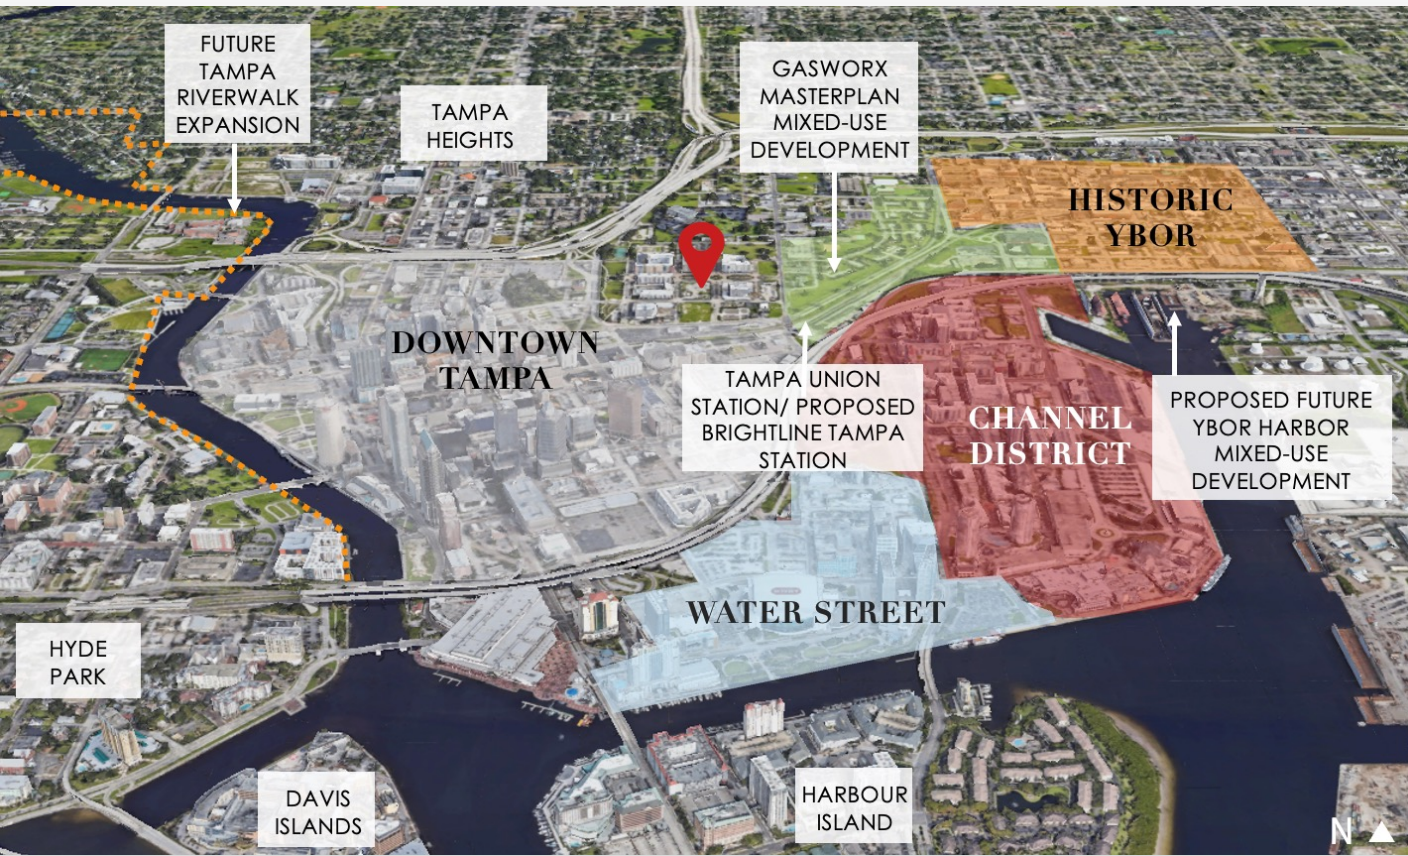 FUTURE
TAMPA
RIVERWALK
EXPANSION
TAMPA
HEIGHTS
GASWORX
MASTERPLAN
MIXED-USE
DEVELOPMENT
HISTORIC
YBOR
DOWNTOWN
TAMPA
TAMPA UNION
STATION/ PROPOSED
BRIGHTLINE TAMPA
STATION
CHANNEL
DISTRICT
PROPOSED FUTURE
YBOR HARBOR
MIXED-USE
DEVELOPMENT
WATER STREET
HYDE
PARK
DAVIS
ISLANDS
HARBOUR
ISLAND
N